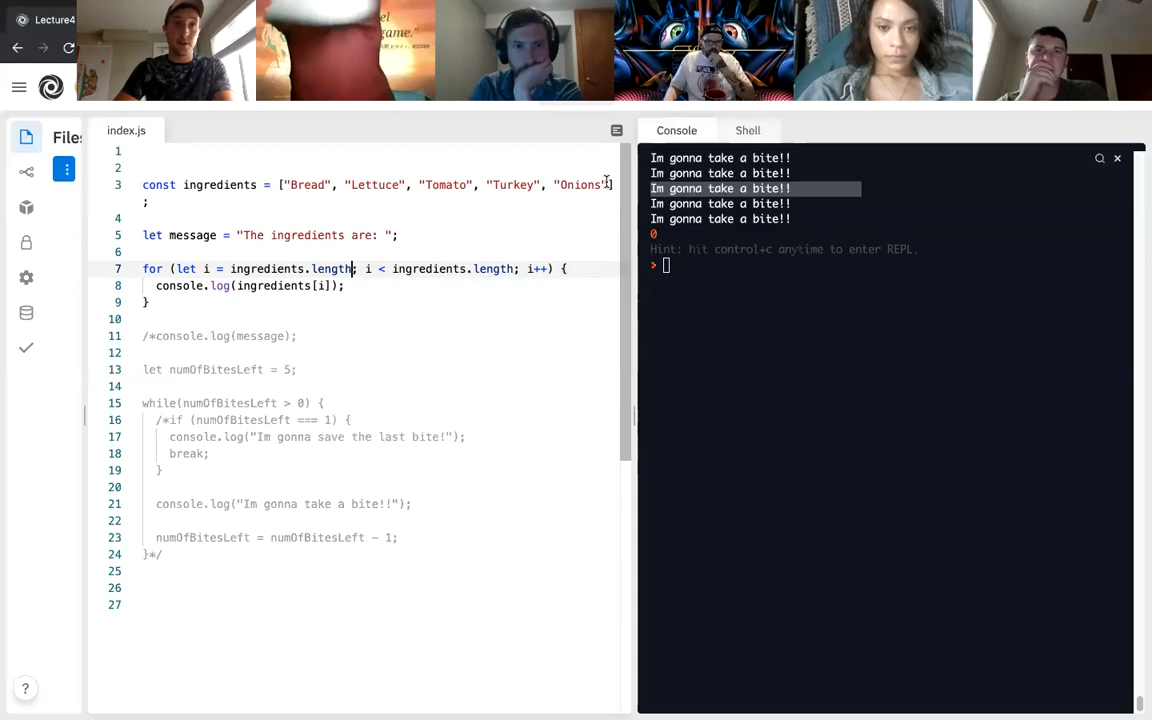 Lecture4
game."
Files
index.js
Console
Shell
1
2
3 const ingredients = ["Bread", "Lettuce", "Tomato", "Turkey", "Onions"]
;
4
5 let message = "The ingredients are: ";
6
7 for (let i = ingredients.length; i < ingredients.length; i++) {
8 console.log(ingredients[i]);
9 }
10
11 /*console.log(message);
12
13 let numOfBitesLeft = 5;
14
15 while(numOfBitesLeft > 0) {
16 /*if (numOfBitesLeft === 1) {
17 console.log("Im gonna save the last bite!");
18 break;
19 }
20
21 console.log("Im gonna take a bite!!");
22
23 numOfBitesLeft = numOfBitesLeft - 1;
24 }*/
25
26
27
Im gonna take a bite!!
Im gonna take a bite!!
Im gonna take a bite!!
Im gonna take a bite!!
Im gonna take a bite!!
0
Hint: hit control+c anytime to enter REPL.
>
?